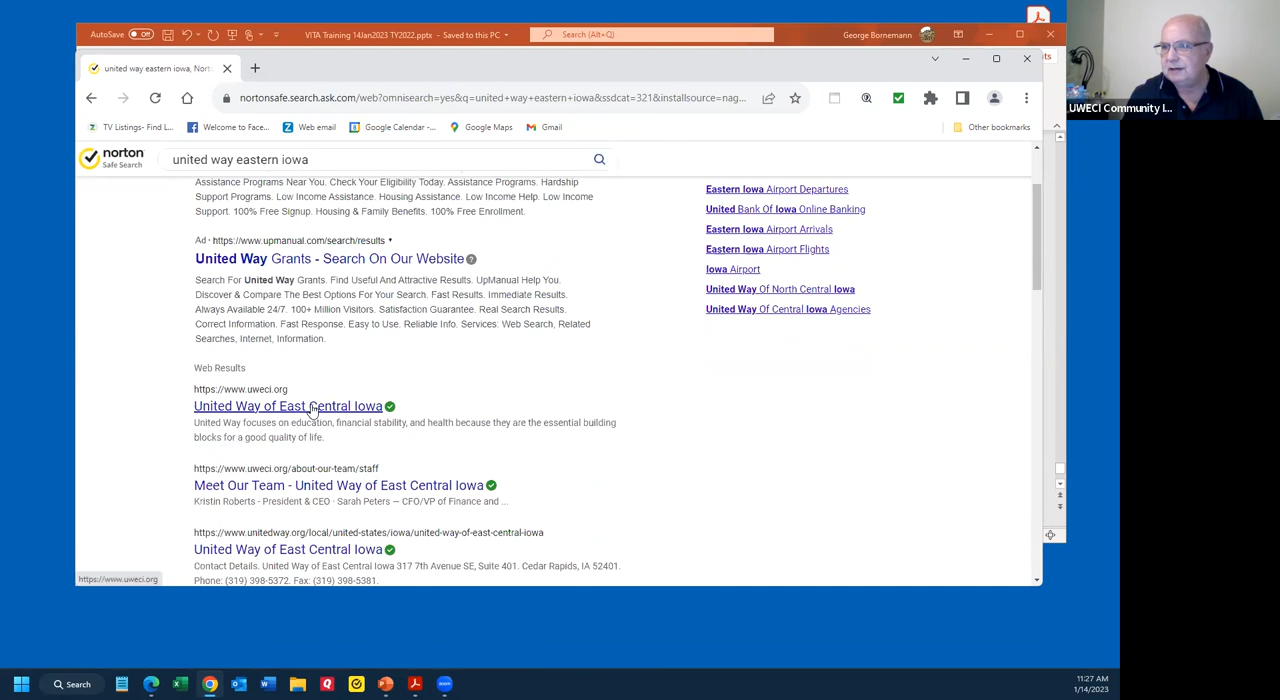 AutoSave Off
VITA Training 14Jan2023 TY2022.pptx - Saved to this PC
Search (Alt+Q)
George Bornemann
united way eastern iowa, Nort
nortonsafe.search.ask.com/web?omnisearch=yes&q=united+way+eastern+iowa&ssdcat=321&installsource=nag...
TV Listings- Find L...
Welcome to Face...
Web email
Google Calendar -...
Google Maps
Gmail
Other bookmarks
norton
Safe Search
united way eastern iowa
Assistance Programs Near You. Check Your Eligibility Today. Assistance Programs. Hardship
Support Programs. Low Income Assistance. Housing Assistance. Low Income Help. Low Income
Support. 100% Free Signup. Housing & Family Benefits. 100% Free Enrollment.
Ad · https://www.upmanual.com/search/results
United Way Grants - Search On Our Website
Search For United Way Grants. Find Useful And Attractive Results. UpManual Help You.
Discover & Compare The Best Options For Your Search. Fast Results. Immediate Results.
Always Available 24/7. 100+ Million Visitors. Satisfaction Guarantee. Real Search Results.
Correct Information. Fast Response. Easy to Use. Reliable Info. Services: Web Search, Related
Searches, Internet, Information.
Web Results
https://www.uweci.org
United Way of East Central Iowa
United Way focuses on education, financial stability, and health because they are the essential building
blocks for a good quality of life.
https://www.uweci.org/about-our-team/staff
Meet Our Team - United Way of East Central Iowa
Kristin Roberts - President & CEO · Sarah Peters — CFO/VP of Finance and ...
https://www.unitedway.org/local/united-states/iowa/united-way-of-east-central-iowa
United Way of East Central Iowa
Contact Details. United Way of East Central Iowa 317 7th Avenue SE, Suite 401. Cedar Rapids, IA 52401.
Phone: (319) 398-5372. Fax: (319) 398-5381.
Eastern Iowa Airport Departures
United Bank Of Iowa Online Banking
Eastern Iowa Airport Arrivals
Eastern Iowa Airport Flights
Iowa Airport
United Way Of North Central Iowa
United Way Of Central Iowa Agencies
https://www.uweci.org
UWECI Community I...
Search
11:27 AM
1/14/2023